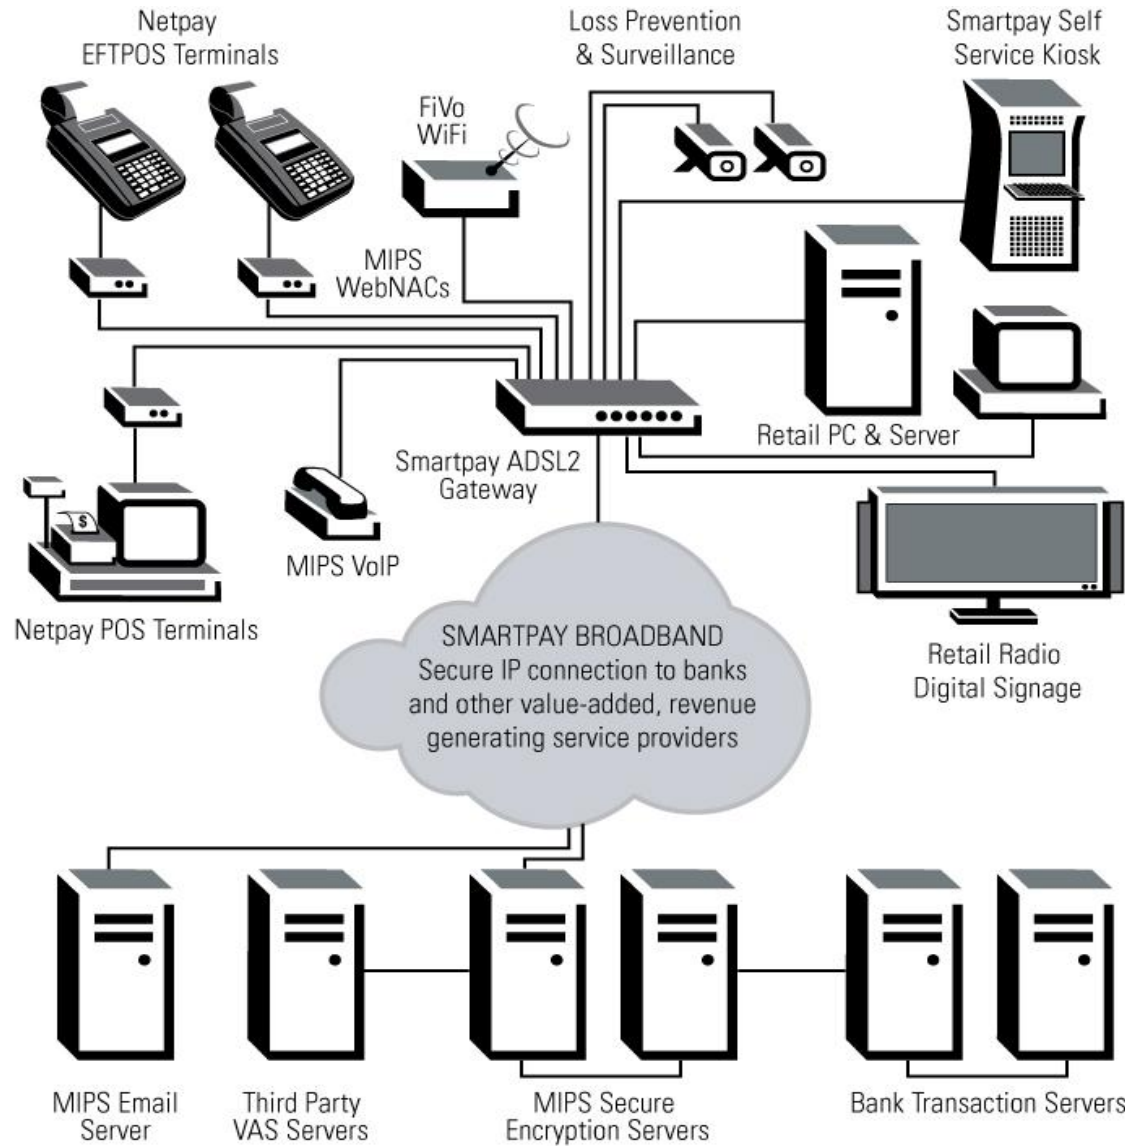 Netpay
EFTPOS Terminals
Loss Prevention
& Surveillance
Smartpay Self
Service Kiosk
FiVo
WiFi
MIPS
WebNACs
Retail PC & Server
Smartpay ADSL2
Gateway
$
MIPS VoIP
Netpay POS Terminals
SMARTPAY BROADBAND
Secure IP connection to banks
and other value-added, revenue
generating service providers
Retail Radio
Digital Signage
MIPS Email
Server
Third Party
VAS Servers
MIPS Secure
Encryption Servers
Bank Transaction Servers